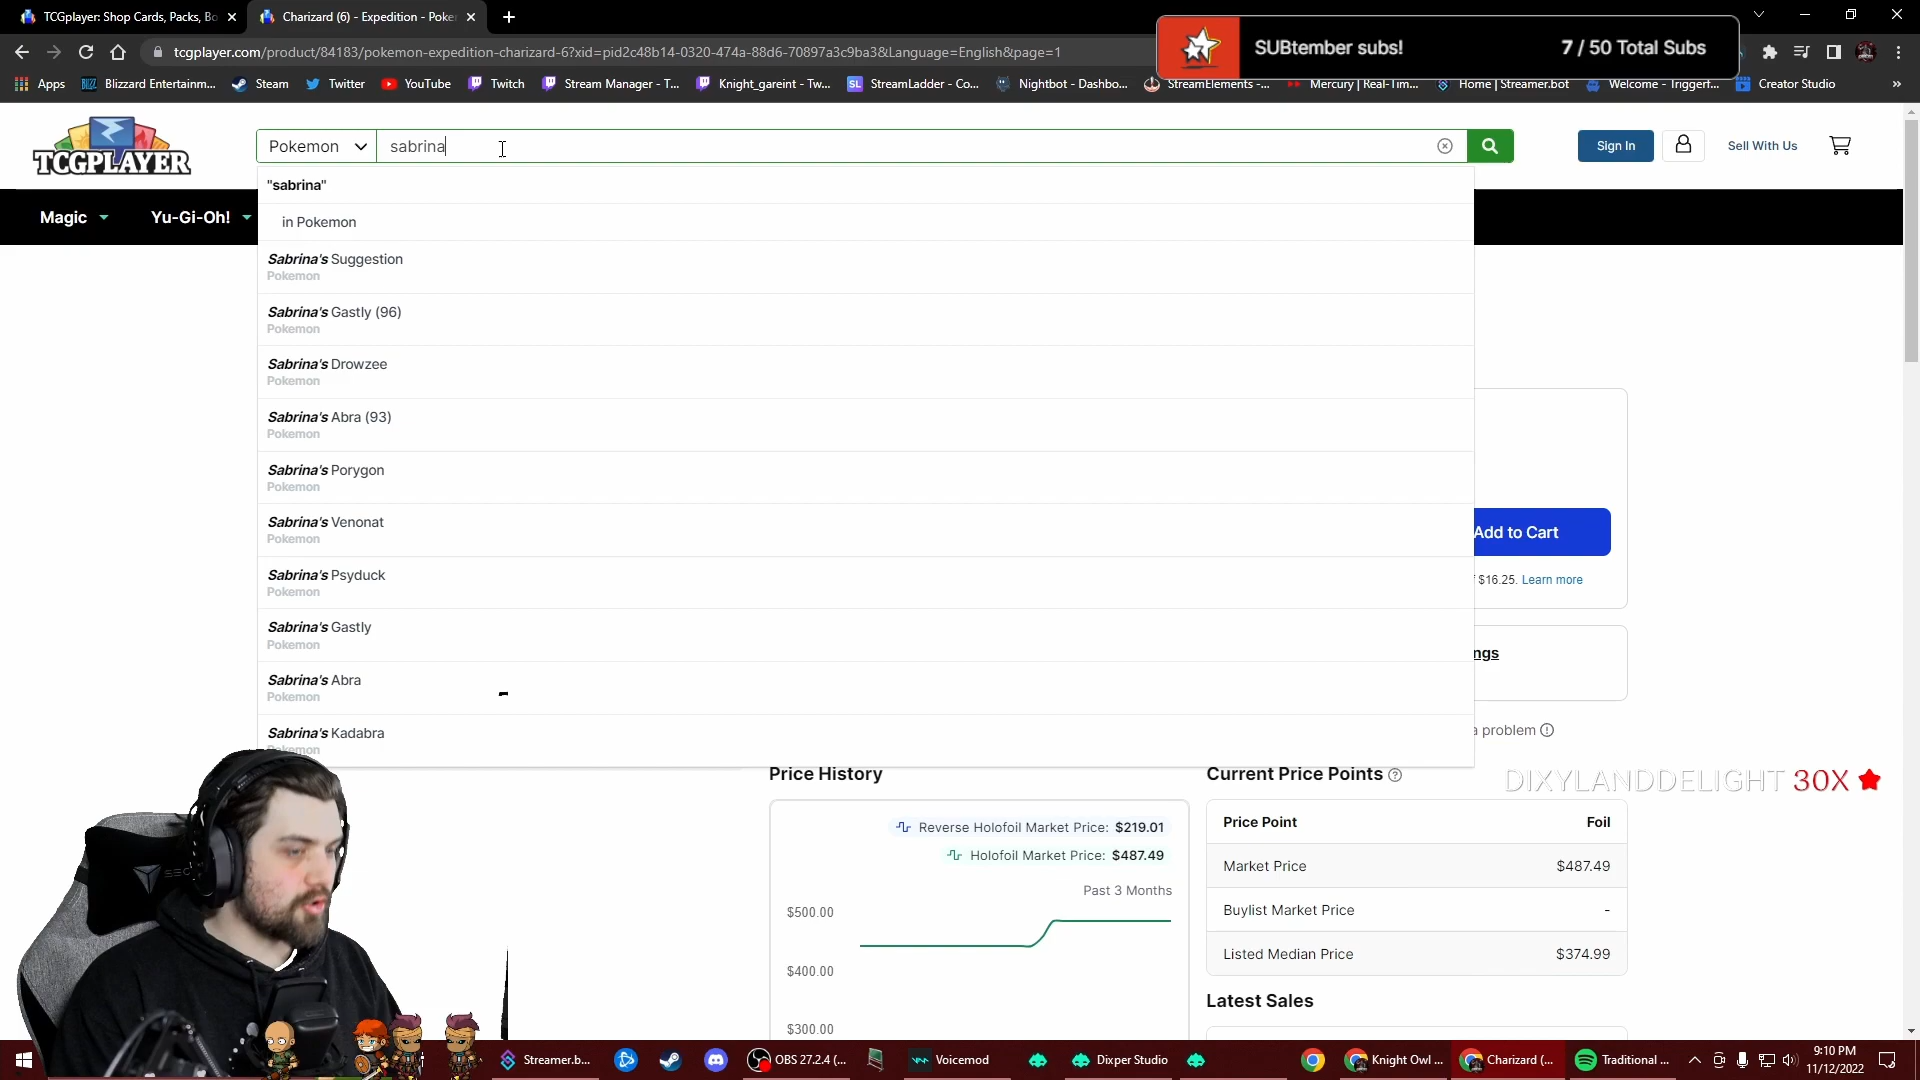 TCGplayer: Shop Cards, Packs, Bo
Charizard (6) - Expedition - Poke
SUBtember subs!
7 / 50 Total Subs
tcgplayer.com/product/84183/pokemon-expedition-charizard-6?xid=pid2c48b14-0320-474a-88d6-70897a3c9ba3&Language=English&page=1
Apps
Blizzard Entertainm...
Steam
Twitter
YouTube
Twitch
Stream Manager - T...
Knight_gareint - Tw...
StreamLadder - Co...
Nightbot - Dashbo...
StreamElements -...
Mercury | Real-Tim...
Home | Streamer.bot
Welcome - Triggerf...
Creator Studio
TCGPLAYER
Pokemon
sabrina
Sign In
Sell With Us
Magic
Yu-Gi-Oh!
"sabrina"
in Pokemon
Sabrina's Suggestion
Pokemon
Sabrina's Gastly (96)
Pokemon
Sabrina's Drowzee
Pokemon
Sabrina's Abra (93)
Pokemon
Sabrina's Porygon
Pokemon
Sabrina's Venonat
Pokemon
Sabrina's Psyduck
Pokemon
Sabrina's Gastly
Pokemon
Sabrina's Abra
Pokemon
Sabrina's Kadabra
Pokemon
Add to Cart
$16.25. Learn more
ngs
a problem
DIXYLANDDELIGHT 30X
Price History
Reverse Holofoil Market Price: $219.01
Holofoil Market Price: $487.49
Past 3 Months
$500.00
$400.00
$300.00
Current Price Points
Price Point Foil
Market Price $487.49
Buylist Market Price -
Listed Median Price $374.99
Latest Sales
Streamer.b...
OBS 27.2.4 (...
Voicemod
Dixper Studio
Knight Owl ...
Charizard (...
Traditional ...
9:10 PM
11/12/2022